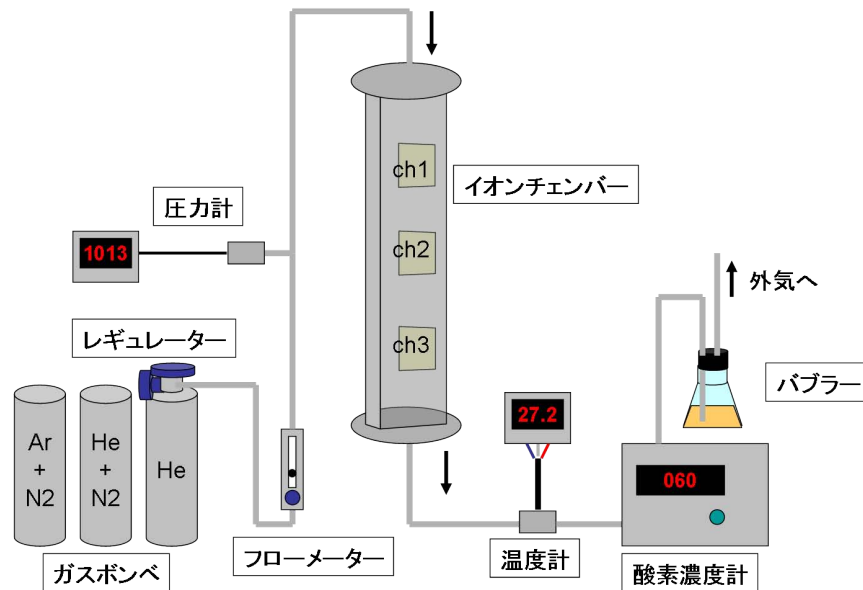 ch1
イオンチェンバー
圧力計
1013
ch2
外気へ
レギュレーター
ch3
バブラー
Ar
+
N2
He
+
N2
He
27.2
060
フローメーター
温度計
酸素濃度計
ガスボンベ